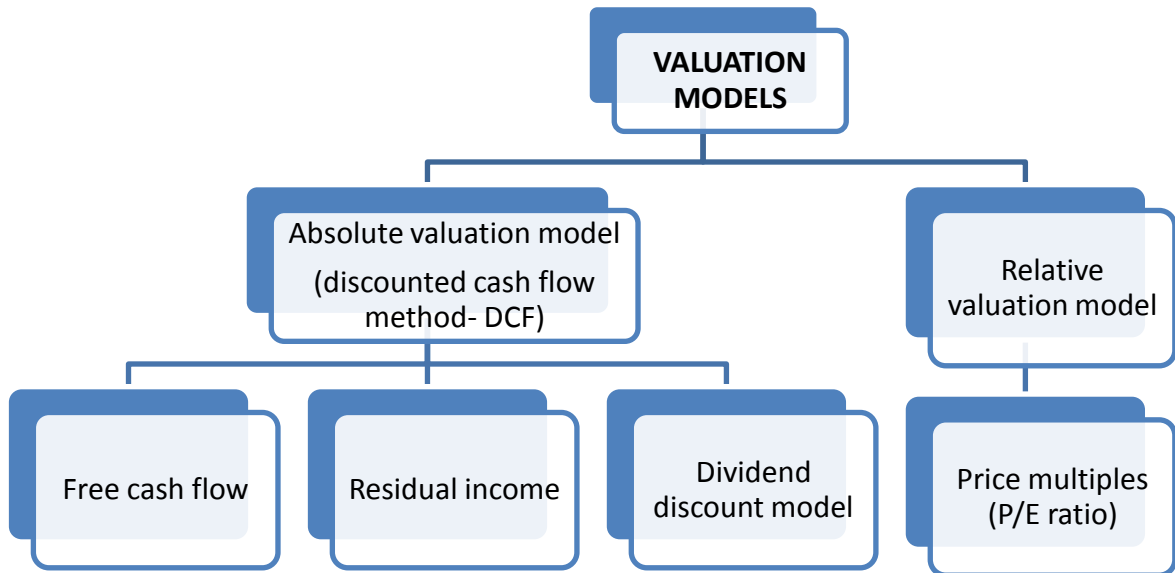 VALUATION
MODELS
Absolute valuation model
(discounted cash flow
method- DCF)
Relative
valuation model
Free cash flow
Residual income
Dividend
discount model
Price multiples
(P/E ratio)